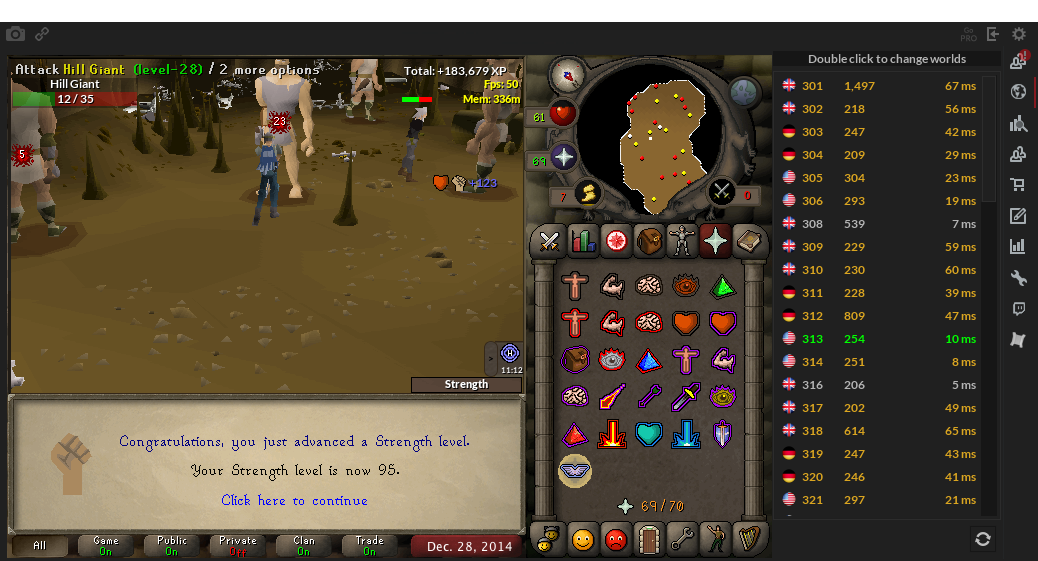 Go
PRO
Attack Hill Giant (level-28) / 2 more options
Hill Giant
12 / 35
Total: +183,679 XP
Fps: 50
Mem: 336m
23
5
+123
>
H
11:12
Strength
Congratulations, you just advanced a Strength level.
Your Strength level is now 95.
Click here to continue
All
Game
On
Public
On
Private
Off
Clan
On
Trade
On
Dec. 28, 2014
61
69
7
0
69/70
Double click to change worlds
301 1,497 67 ms
302 218 56 ms
303 247 42 ms
304 209 29 ms
305 304 23 ms
306 293 19 ms
308 539 7 ms
309 229 59 ms
310 230 60 ms
311 228 39 ms
312 809 47 ms
313 254 10 ms
314 251 8 ms
316 206 5 ms
317 202 49 ms
318 614 65 ms
319 247 43 ms
320 246 41 ms
321 297 21 ms